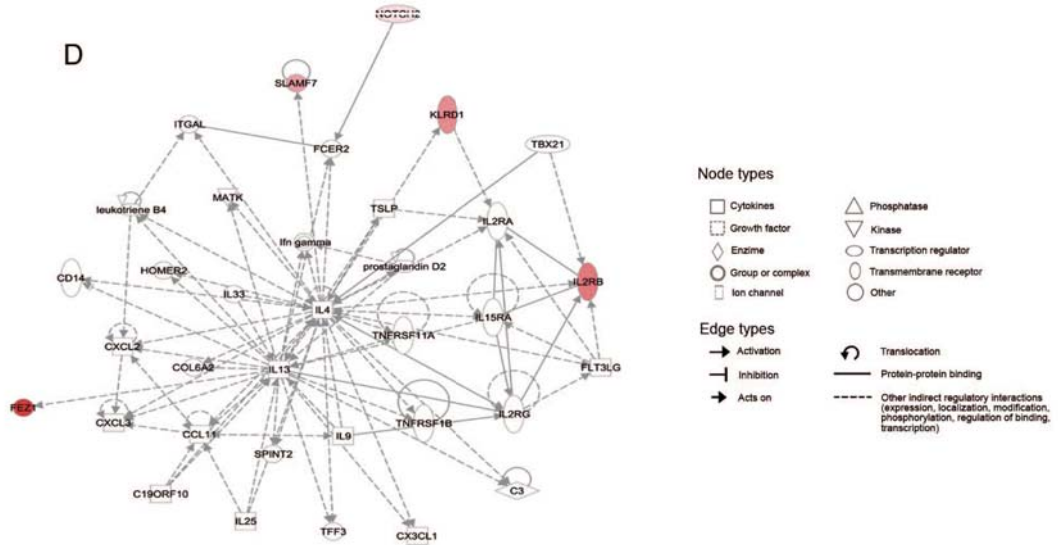 NOTCH2
D
SLAMF7
KLRD1
ITGAL
FCER2
TBX21
MATK
TSLP
leukotriene B4
IL2RA
Ifn gamma
prostaglandin D2
HOMER2
CD14
IL33
IL2RB
IL4
IL15RA
TNFRSF11A
CXCL2
COL6A2
IL13
FLT3LG
FEZ1
CXCL3
IL2RG
TNFRSF1B
CCL11
IL9
SPINT2
C3
C19ORF10
IL25
TFF3
CX3CL1
Node types
Cytokines
Growth factor
Enzime
Group or complex
Ion channel
Phosphatase
Kinase
Transcription regulator
Transmembrane receptor
Other
Edge types
Activation
Inhibition
Acts on
Translocation
Protein-protein binding
Other indirect regulatory interactions
(expression, localization, modification,
phosphorylation, regulation of binding,
transcription)